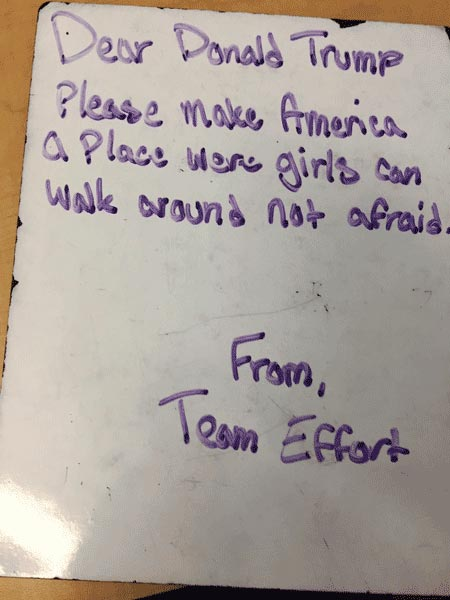 Dear Donald Trump
Please make America
a Place were girls can
walk around not afraid.
From,
Team Effort